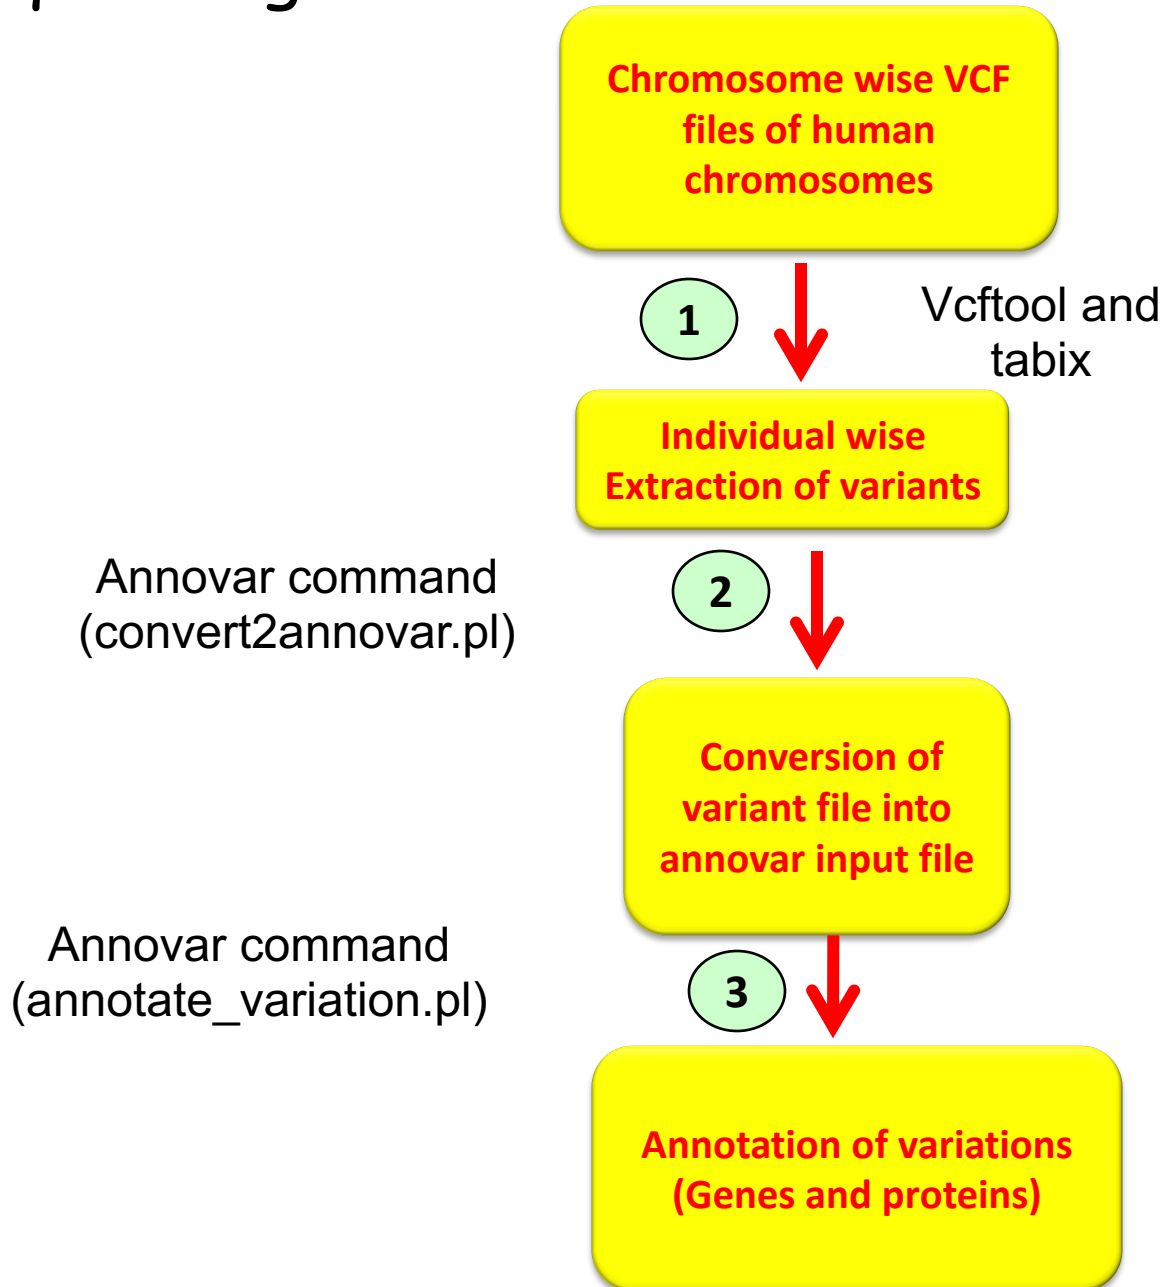 Chromosome wise VCF
files of human
chromosomes
1
Vcftool and
tabix
Individual wise
Extraction of variants
Annovar command
(convert2annovar.pl)
2
Conversion of
variant file into
annovar input file
Annovar command
(annotate_variation.pl)
3
Annotation of variations
(Genes and proteins)